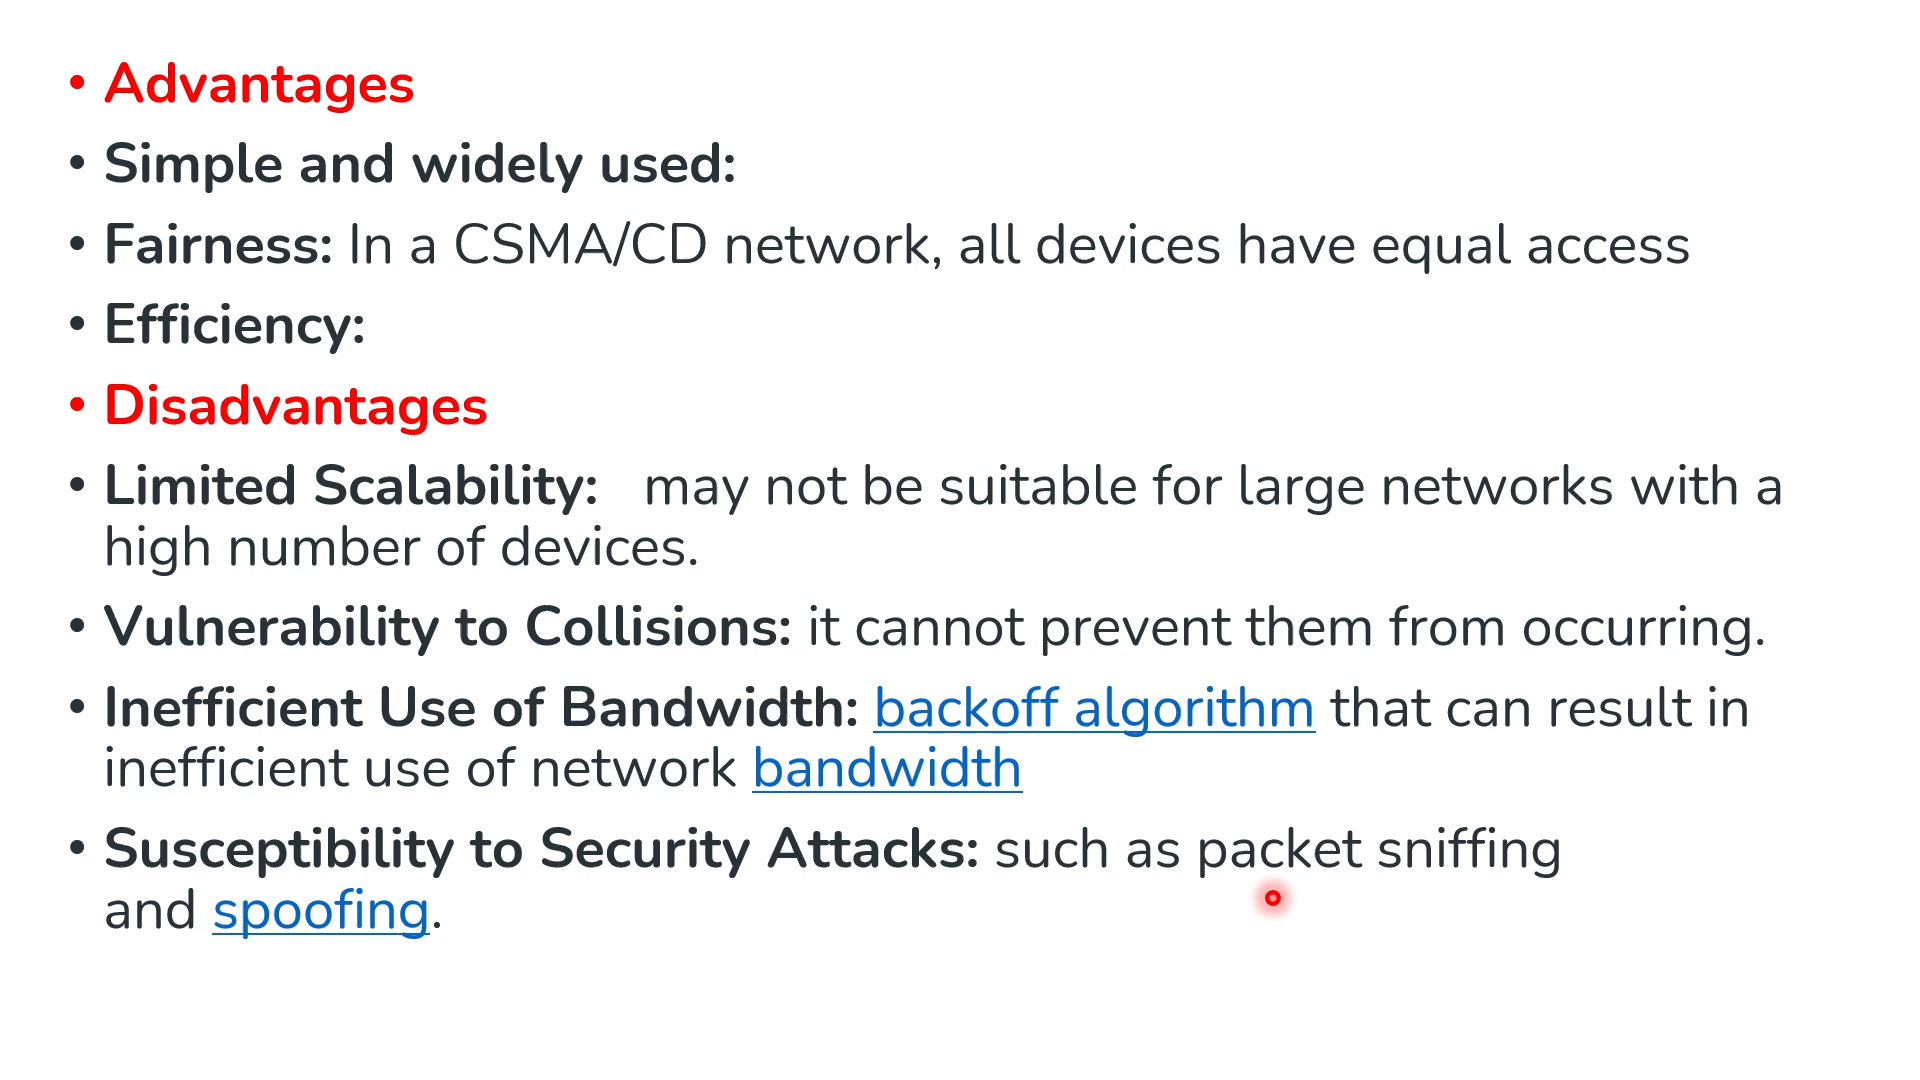 • Advantages
• Simple and widely used:
• Fairness: In a CSMA/CD network, all devices have equal access
• Efficiency:
• Disadvantages
• Limited Scalability: may not be suitable for large networks with a
high number of devices.
• Vulnerability to Collisions: it cannot prevent them from occurring.
• Inefficient Use of Bandwidth: backoff algorithm that can result in
inefficient use of network bandwidth
• Susceptibility to Security Attacks: such as packet sniffing
and spoofing.